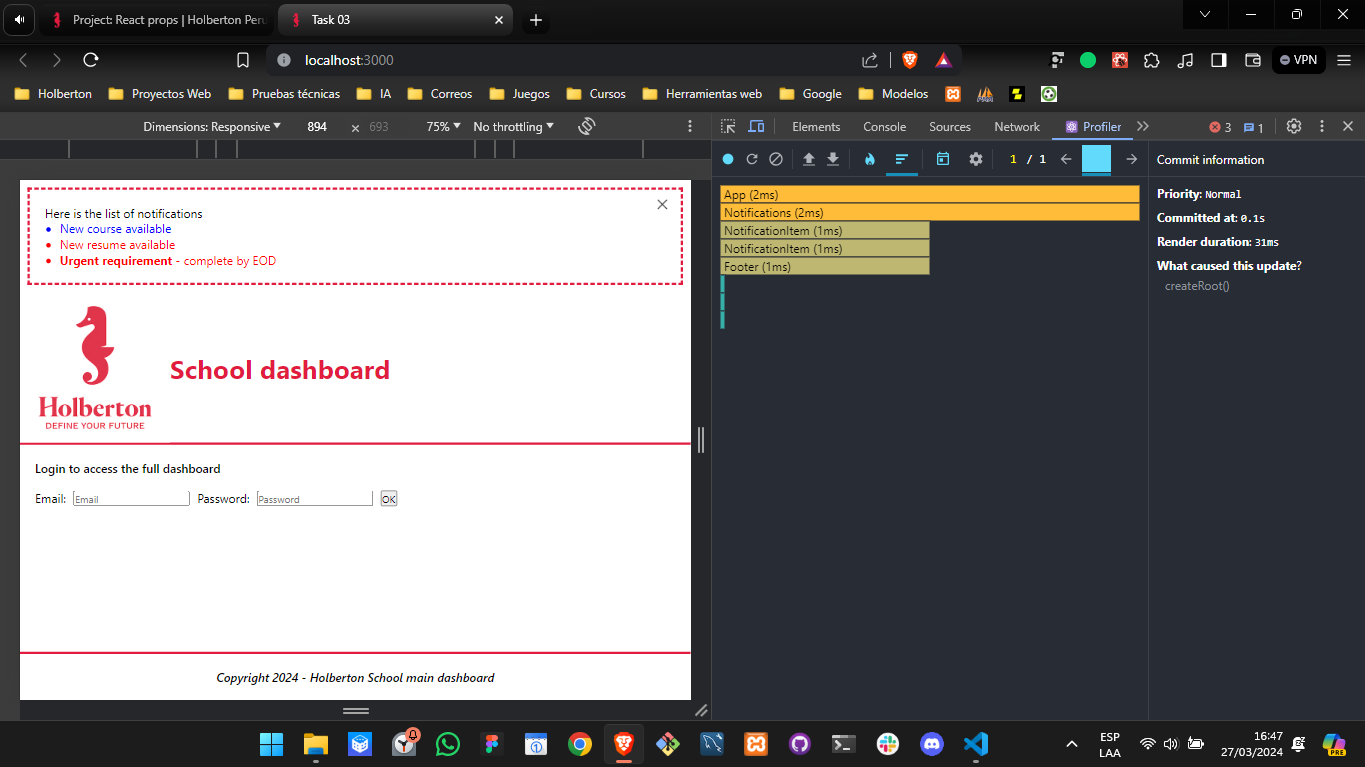 Project: React props | Holberton Peru
Task 03
localhost:3000
VPN
Holberton
Proyectos Web
Pruebas técnicas
IA
Correos
Juegos
Cursos
Herramientas web
Google
Modelos
Dimensions: Responsive
894
x
693
75%
No throttling
Elements
Console
Sources
Network
Profiler
3
1
1 / 1
Commit information
App (2ms)
Notifications (2ms)
NotificationItem (1ms)
NotificationItem (1ms)
Footer (1ms)
Priority: Normal
Committed at: 0.1s
Render duration: 31ms
What caused this update?
createRoot()
Here is the list of notifications
New course available
New resume available
Urgent requirement - complete by EOD
Holberton
DEFINE YOUR FUTURE
School dashboard
Login to access the full dashboard
Email:
Email
Password:
Password
OK
Copyright 2024 - Holberton School main dashboard
ESP
LAA
16:47
27/03/2024
PRE